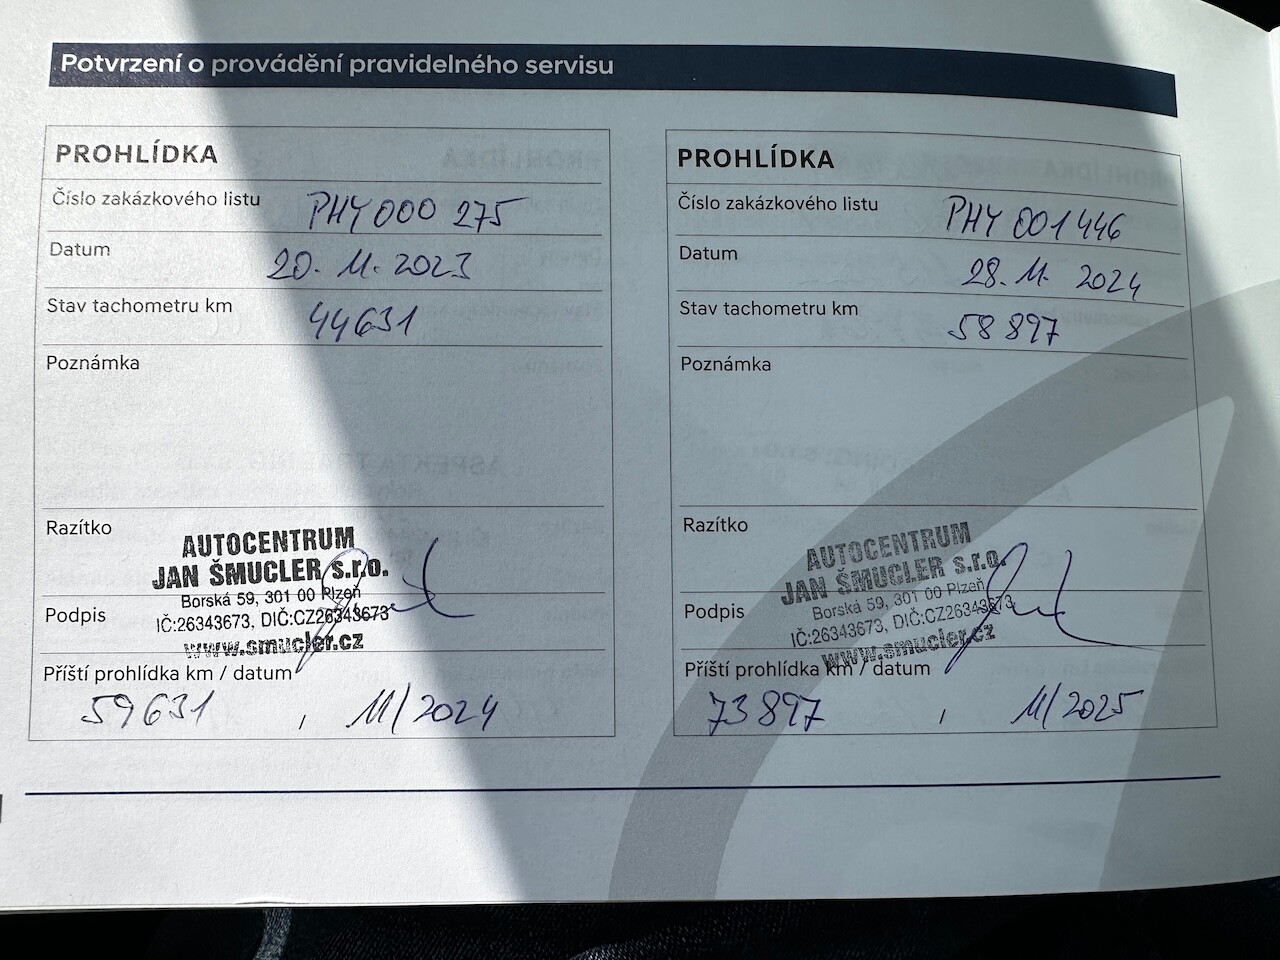 Potvrzení o provádění pravidelného servisu
PROHLÍDKA
Číslo zakázkového listu PHY000 275
Datum 20. 11. 2023
Stav tachometru km 44631
Poznámka
Razítko
AUTOCENTRUM
JAN ŠMUCLER s.r.o.
Borská 59, 301 00 Plzeň
Podpis
IČ:26343673, DIČ:CZ26343673
www.smucler.cz
Příští prohlídka km / datum
59631 , 11/2024
PROHLÍDKA
Číslo zakázkového listu PHY 001446
Datum 28. 11. 2024
Stav tachometru km 58 897
Poznámka
Razítko
AUTOCENTRUM
JAN ŠMUCLER s.r.o.
Borská 59, 301 00 Plzeň
Podpis
IČ:26343673, DIČ:CZ26343673
www.smucler.cz
Příští prohlídka km / datum
73897 , 11/2025